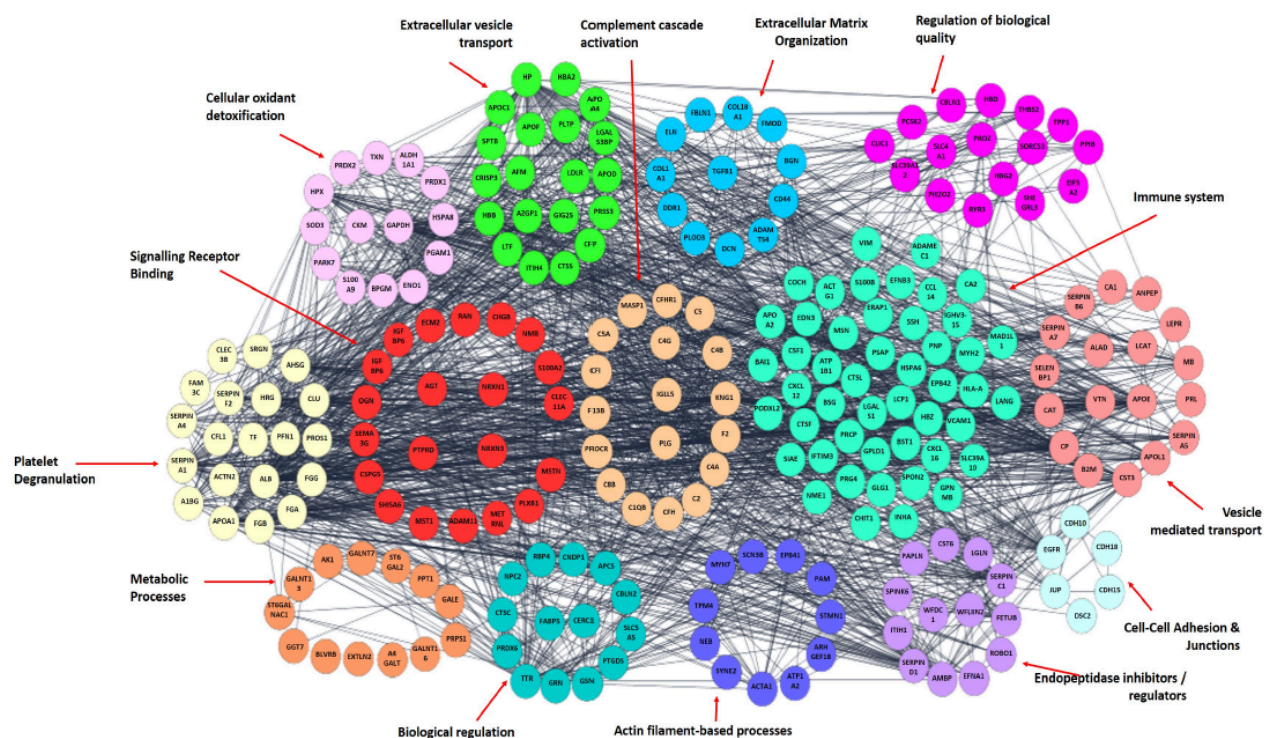 Extracellular vesicle
transport
Complement cascade
activation
Extracellular Matrix
Organization
Regulation of biological
quality
Cellular oxidant
detoxification
Immune system
Signalling Receptor
Binding
Platelet
Degranulation
Vesicle
mediated transport
Metabolic
Processes
Cell-Cell Adhesion &
Junctions
Endopeptidase inhibitors /
regulators
Biological regulation
Actin filament-based processes
PRDX2
TXN
ALDH
1A1
HPX
PRDX1
SOD3
CKM
GAPDH
HSPA8
PARK7
PGAM1
S100
A9
BPGM
ENO1
HP
HBA2
APOC1
APOF
PLTP
SPTB
LGAL
S3BP
CRISP3
AFM
LDLR
APOD
HBB
A2GP1
PRSS3
LTF
CFP
ITIH4
CTSS
FBLN1
COL18
A1
FMOD
ELN
BGN
COL1
A1
TGFB1
DDR1
CD44
PLOD3
DCN
ADAM
TS4
CBLN1
HBD
THBS2
PCSK2
TPP1
SLC4
A1
SORCS3
PPIB
HBG2
PIEZO2
RYR3
EIF5
A2
VIM
ADAME
C1
COCH
ACT
G1
S100B
EFNB3
CCL
14
CA2
APO
A2
EDN3
MSN
ERAP1
SSH
IGHV3-
15
BAI1
CSF1
ATP
1B1
PSAP
PNP
MYH2
MAD1L
1
CXCL
12
BSG
CTSL
HSPA6
EPB42
HLA-A
PODXL2
CTSF
LGAL
S1
LCP1
HBZ
VCAM1
LANG
SIAE
IFTIM3
PRCP
GPLD1
BST1
CXCL
16
SLC39A
10
NME1
PRG4
GLG1
SPON2
GPN
MB
CHIT1
INHA
SERPIN
B6
CA1
ANPEP
SERPIN
A7
ALAD
LCAT
LEPR
SELEN
BP1
MB
CAT
VTN
APOE
PRL
CP
SERPIN
A5
B2M
CST3
APOL1
MASP1
CFHR1
C5
C5A
C4G
C4B
CFI
IGLL5
KNG1
F13B
F2
PLG
C4A
C1QB
CFH
C2
IGF
BP6
ECM2
RAN
CHGB
NMB
IGF
BP6
AGT
NRXN1
S100A2
OGN
CLEC
11A
SEMA
3G
PTPRD
NRXN3
MSTN
CSPG5
SHISA6
MST1
ADAM11
MET
RNL
PLXB1
CLEC
3B
SRGN
AHSG
FAM
3C
SERPIN
F2
HRG
CLU
SERPIN
A4
CFL1
TF
PFN1
PROS1
SERPIN
A1
ACTN2
ALB
FGG
A1BG
APOA1
FGB
FGA
AK1
GALNT7
ST6
GAL2
PPT1
GALNT1
3
GALE
ST6GAL
NAC1
PRPS1
GGT7
BLVRB
EXTLN2
A4
GALT
GALNT1
6
RBP4
CNDP1
APCS
NPC2
CBLN2
CTSC
FABP5
CERC1
SLC5
A5
PRDX6
PTGDS
TTR
GRN
GSN
SCN3B
EPB41
MYH7
PAM
TPM4
STMN1
NEB
ARH
GEF18
SYNE2
ACTA1
ATP1
A2
PAPLN
CST6
LGLN
SPINK6
SERPIN
C1
WFDC
1
FETUB
ITIH1
ROBO1
SERPIN
D1
AMBP
EFNA1
CDH10
EGFR
CDH18
JUP
CDH15
DSC2